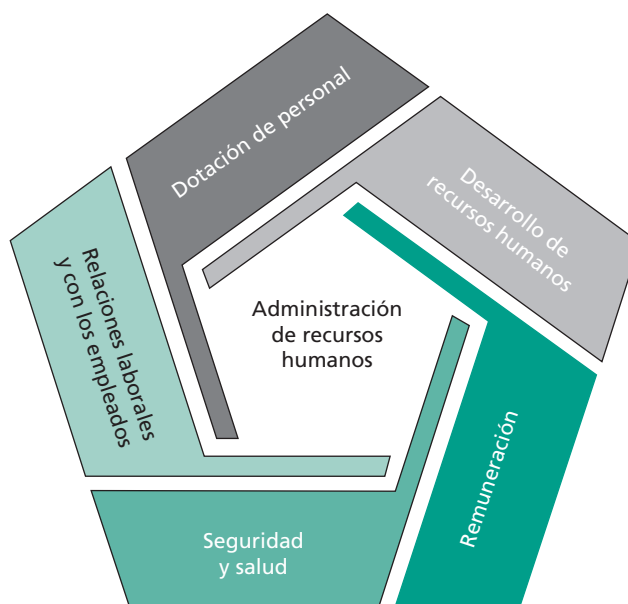 Dotación de personal
Desarrollo de
recursos humanos
Relaciones laborales
y con los empleados
Administración
de recursos
humanos
Remuneración
Seguridad
y salud